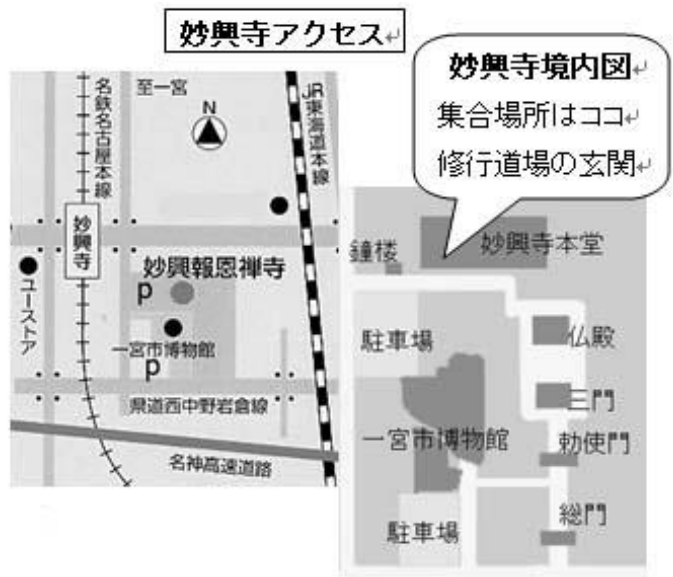 妙興寺アクセス
妙興寺境内図
集合場所はココ
修行道場の玄関
名鉄名古屋本線
至一宮
N
JR東海道本線
妙興寺
妙興報恩禅寺
P
ユーストア
一宮市博物館
P
県道西中野岩倉線
名神高速道路
鐘楼
妙興寺本堂
駐車場
仏殿
三門
一宮市博物館
勅使門
総門
駐車場